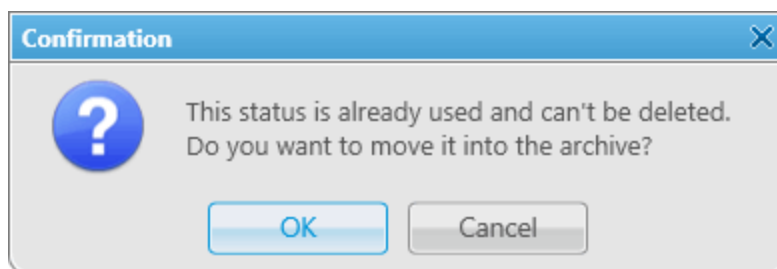 Confirmation
This status is already used and can't be deleted.
Do you want to move it into the archive?
OK
Cancel